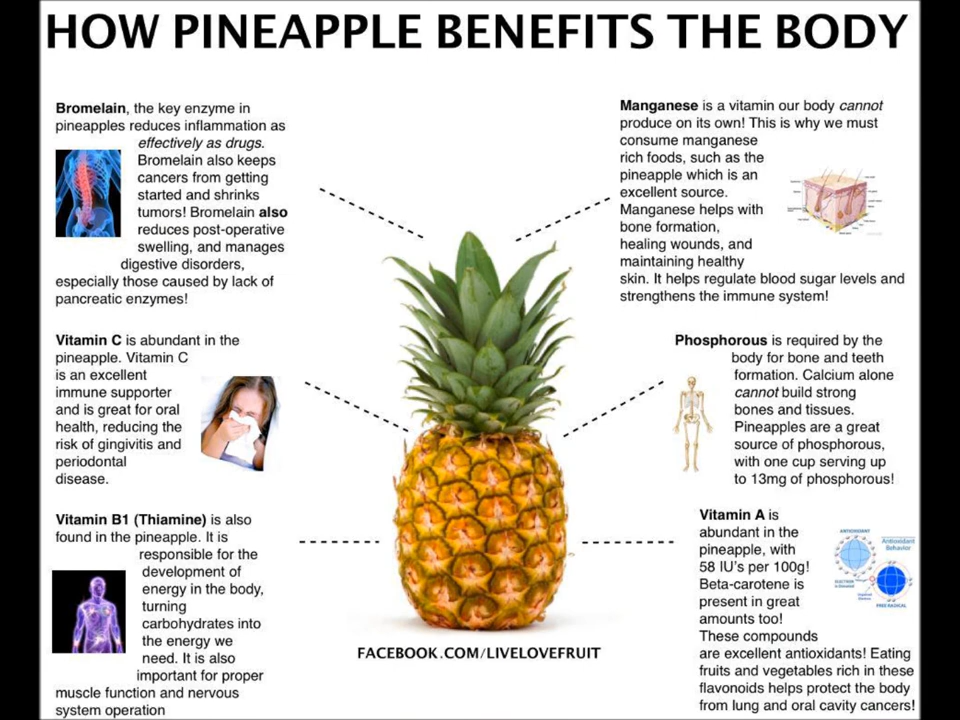 HOW PINEAPPLE BENEFITS THE BODY
Bromelain, the key enzyme in
pineapples reduces inflammation as
effectively as drugs.
Bromelain also keeps
cancers from getting
started and shrinks
tumors! Bromelain also
reduces post-operative
swelling, and manages
digestive disorders,
especially those caused by lack of
pancreatic enzymes!
Vitamin C is abundant in the
pineapple. Vitamin C
is an excellent
immune supporter
and is great for oral
health, reducing the
risk of gingivitis and
periodontal
disease.
Vitamin B1 (Thiamine) is also
found in the pineapple. It is
responsible for the
development of
energy in the body,
turning
carbohydrates into
the energy we
need. It is also
important for proper
muscle function and nervous
system operation
Manganese is a vitamin our body cannot
produce on its own! This is why we must
consume manganese
rich foods, such as the
pineapple which is an
excellent source.
Manganese helps with
bone formation,
healing wounds, and
maintaining healthy
skin. It helps regulate blood sugar levels and
strengthens the immune system!
Phosphorous is required by the
body for bone and teeth
formation. Calcium alone
cannot build strong
bones and tissues.
Pineapples are a great
source of phosphorous,
with one cup serving up
to 13mg of phosphorous!
Vitamin A is
abundant in the
pineapple, with
58 IU's per 100g!
Beta-carotene is
present in great
amounts too!
These compounds
are excellent antioxidants! Eating
fruits and vegetables rich in these
flavonoids helps protect the body
from lung and oral cavity cancers!
ANTIOXIDANT
Antioxidant
Behavior
FREE RADICAL
FACEBOOK.COM/LIVELOVEFRUIT